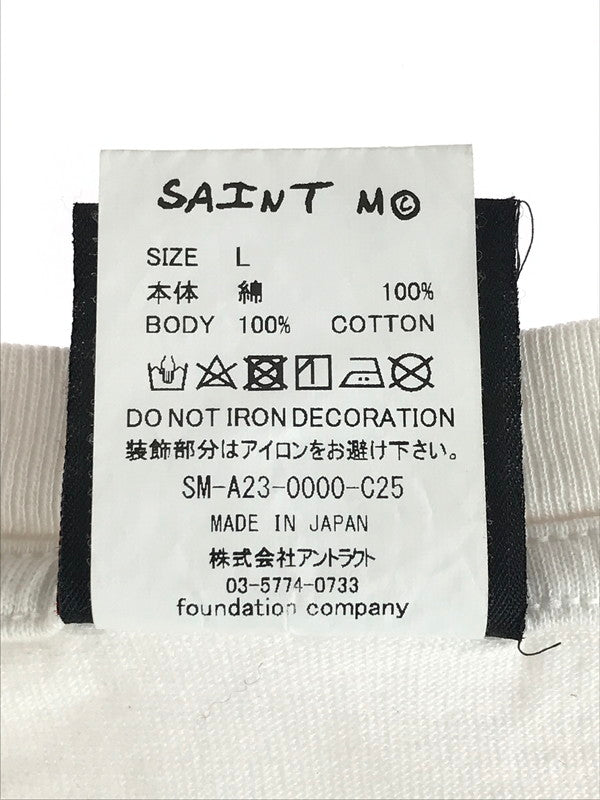 SAINT M©
SIZE L
本体 綿 100%
BODY 100% COTTON
DO NOT IRON DECORATION
装飾部分はアイロンをお避け下さい。
SM-A23-0000-C25
MADE IN JAPAN
株式会社アントラクト
03-5774-0733
foundation company